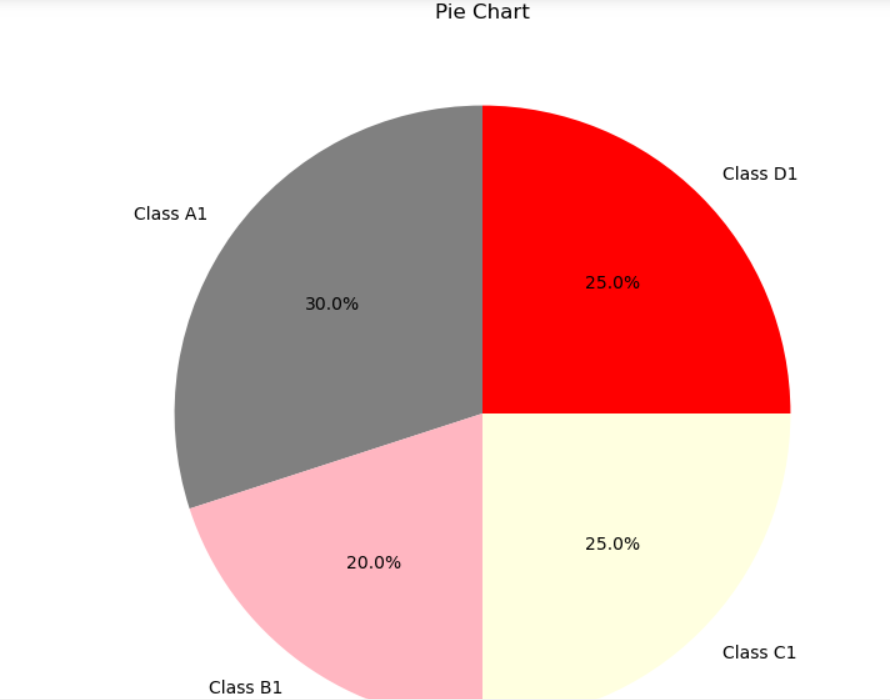 Pie Chart
Class D1
Class A1
25.0%
30.0%
25.0%
20.0%
Class C1
Class B1